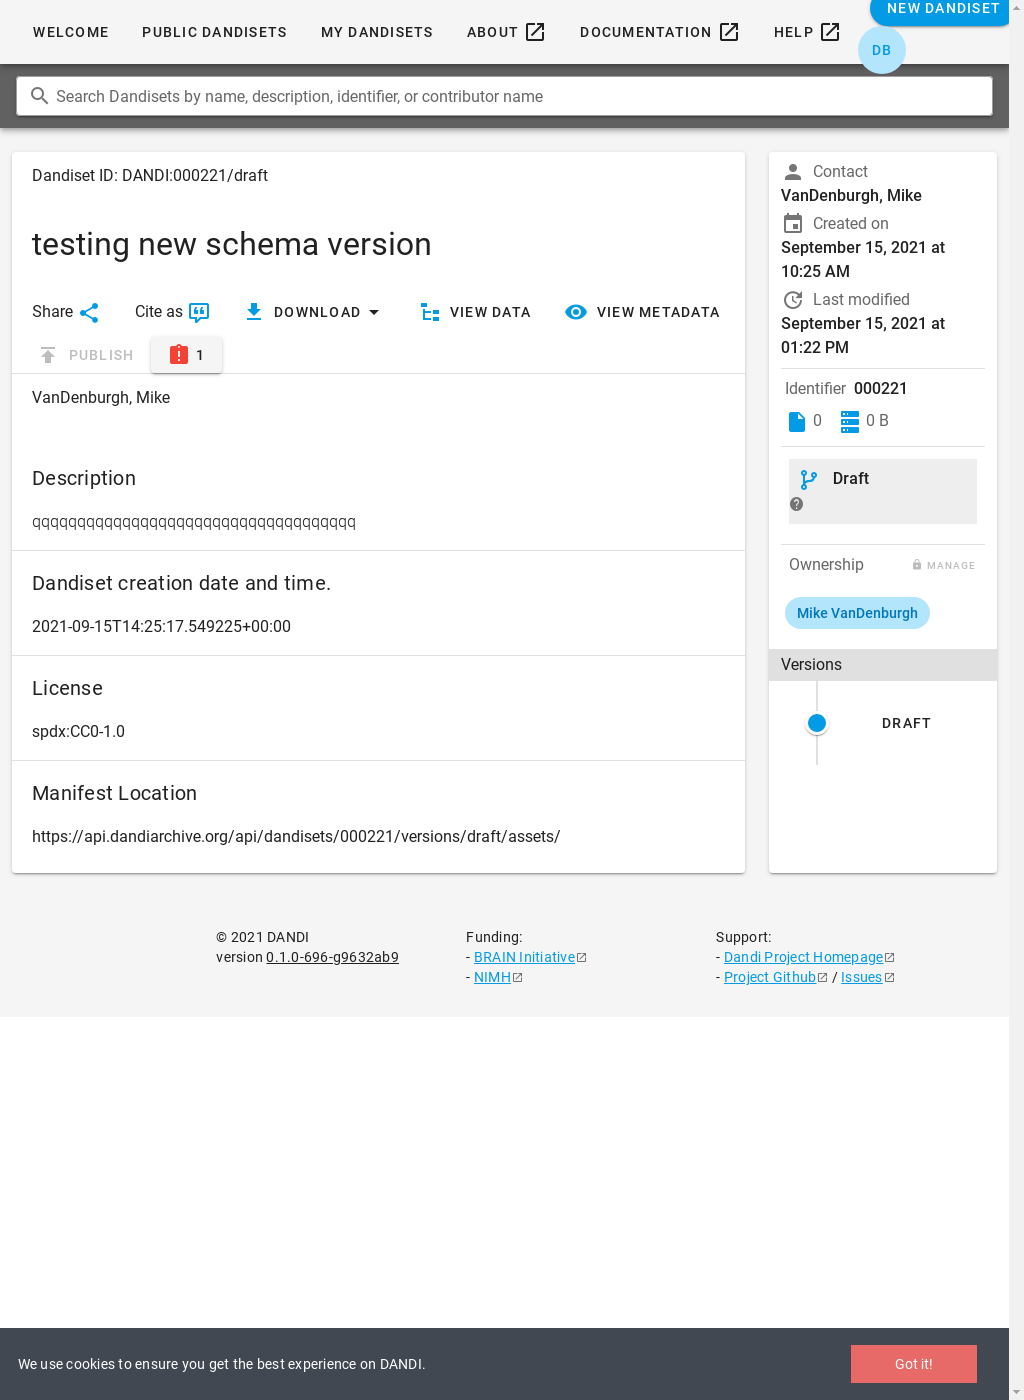 WELCOME PUBLIC DANDISETS MY DANDISETS ABOUT DOCUMENTATION HELP NEW DANDISET
DB
Search Dandisets by name, description, identifier, or contributor name
Dandiset ID: DANDI:000221/draft
testing new schema version
Share Cite as DOWNLOAD VIEW DATA VIEW METADATA
PUBLISH 1
VanDenburgh, Mike
Description
qqqqqqqqqqqqqqqqqqqqqqqqqqqqqqqqqqqq
Dandiset creation date and time.
2021-09-15T14:25:17.549225+00:00
License
spdx:CC0-1.0
Manifest Location
https://api.dandiarchive.org/api/dandisets/000221/versions/draft/assets/
Contact
VanDenburgh, Mike
Created on
September 15, 2021 at
10:25 AM
Last modified
September 15, 2021 at
01:22 PM
Identifier 000221
0 0 B
Draft
Ownership MANAGE
Mike VanDenburgh
Versions
DRAFT
© 2021 DANDI
version 0.1.0-696-g9632ab9
Funding:
- BRAIN Initiative
- NIMH
Support:
- Dandi Project Homepage
- Project Github / Issues
We use cookies to ensure you get the best experience on DANDI.
Got it!